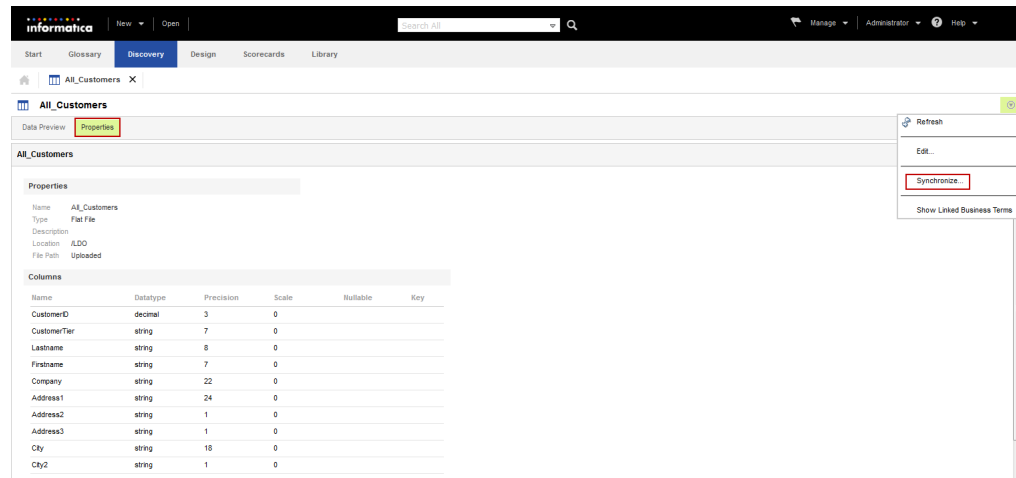 informatica New Open Search All Manage Administrator ? Help
Start Glossary Discovery Design Scorecards Library
All_Customers X
All_Customers
Data Preview Properties
Refresh
Edit...
Synchronize...
Show Linked Business Terms
All_Customers
Properties
Name All_Customers
Type Flat File
Description
Location /LDO
File Path Uploaded
Columns
Name Datatype Precision Scale Nullable Key
CustomerID decimal 3 0
CustomerTier string 7 0
Lastname string 8 0
Firstname string 7 0
Company string 22 0
Address1 string 24 0
Address2 string 1 0
Address3 string 1 0
City string 18 0
City2 string 1 0